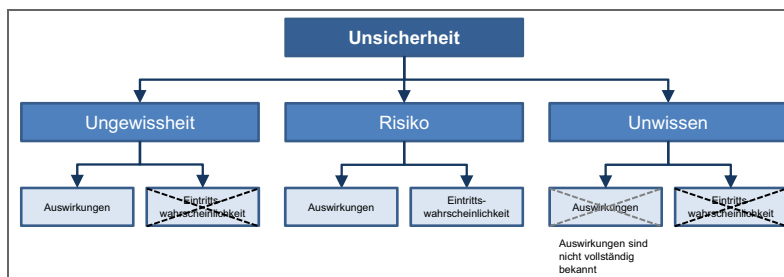 Unsicherheit
Ungewissheit
Risiko
Unwissen
Auswirkungen
Eintritts
wahrscheinlichkeit
Auswirkungen
Eintritts-
wahrscheinlichkeit
Auswirkungen
Eintritts
wahrscheinlichkeit
Auswirkungen sind
nicht vollständig
bekannt